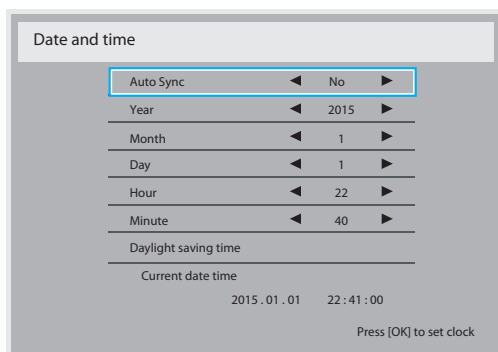 Date and time
Auto Sync ◀ No ▶
Year ◀ 2015 ▶
Month ◀ 1 ▶
Day ◀ 1 ▶
Hour ◀ 22 ▶
Minute ◀ 40 ▶
Daylight saving time
Current date time
2015 . 01 . 01 22 : 41 : 00
Press [OK] to set clock